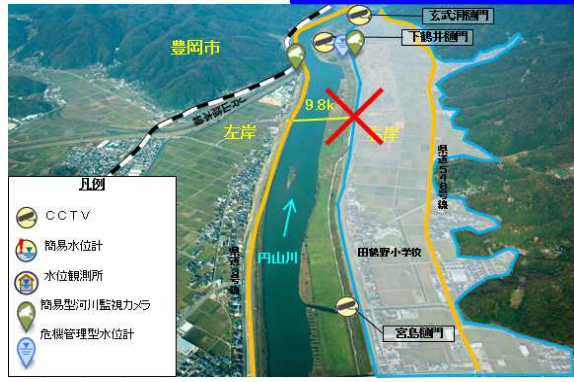 玄武洞樋門
豊岡市
下鶴井樋門
9.8k
左岸
右岸
県道548号線
凡例
CCTV
簡易水位計
水位観測所
簡易型河川監視カメラ
危機管理型水位計
円山川
田鶴野小学校
宮島樋門